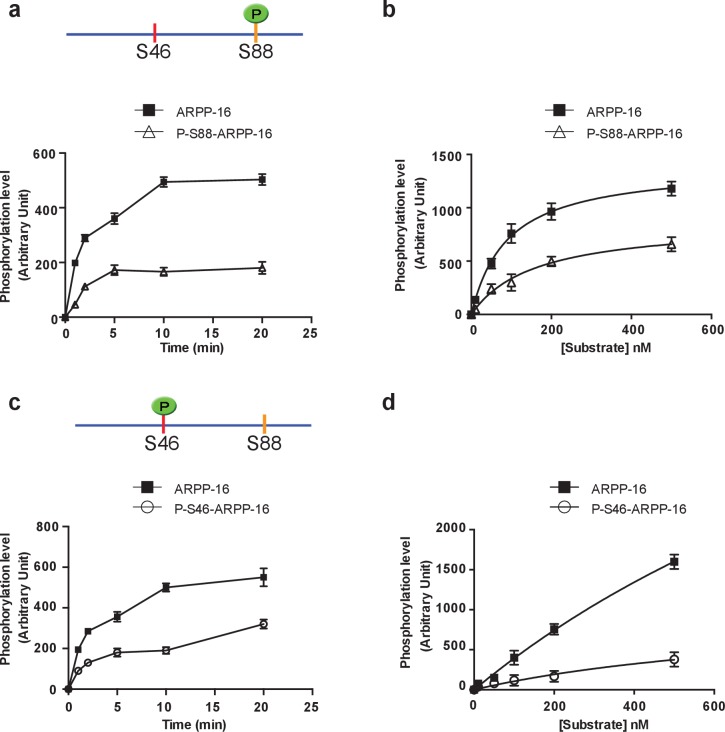 a
P
S46 S88
ARPP-16
P-S88-ARPP-16
Phosphorylation level
(Arbitrary Unit)
600
400
200
0
0 5 10 15 20 25
Time (min)
b
ARPP-16
P-S88-ARPP-16
Phosphorylation level
(Arbitrary Unit)
1500
1000
500
0
0 200 400 600
[Substrate] nM
c
P
S46 S88
ARPP-16
P-S46-ARPP-16
Phosphorylation level
(Arbitrary Unit)
800
600
400
200
0
0 5 10 15 20 25
Time (min)
d
ARPP-16
P-S46-ARPP-16
Phosphorylation level
(Arbitrary Unit)
2000
1500
1000
500
0
0 200 400 600
[Substrate] nM